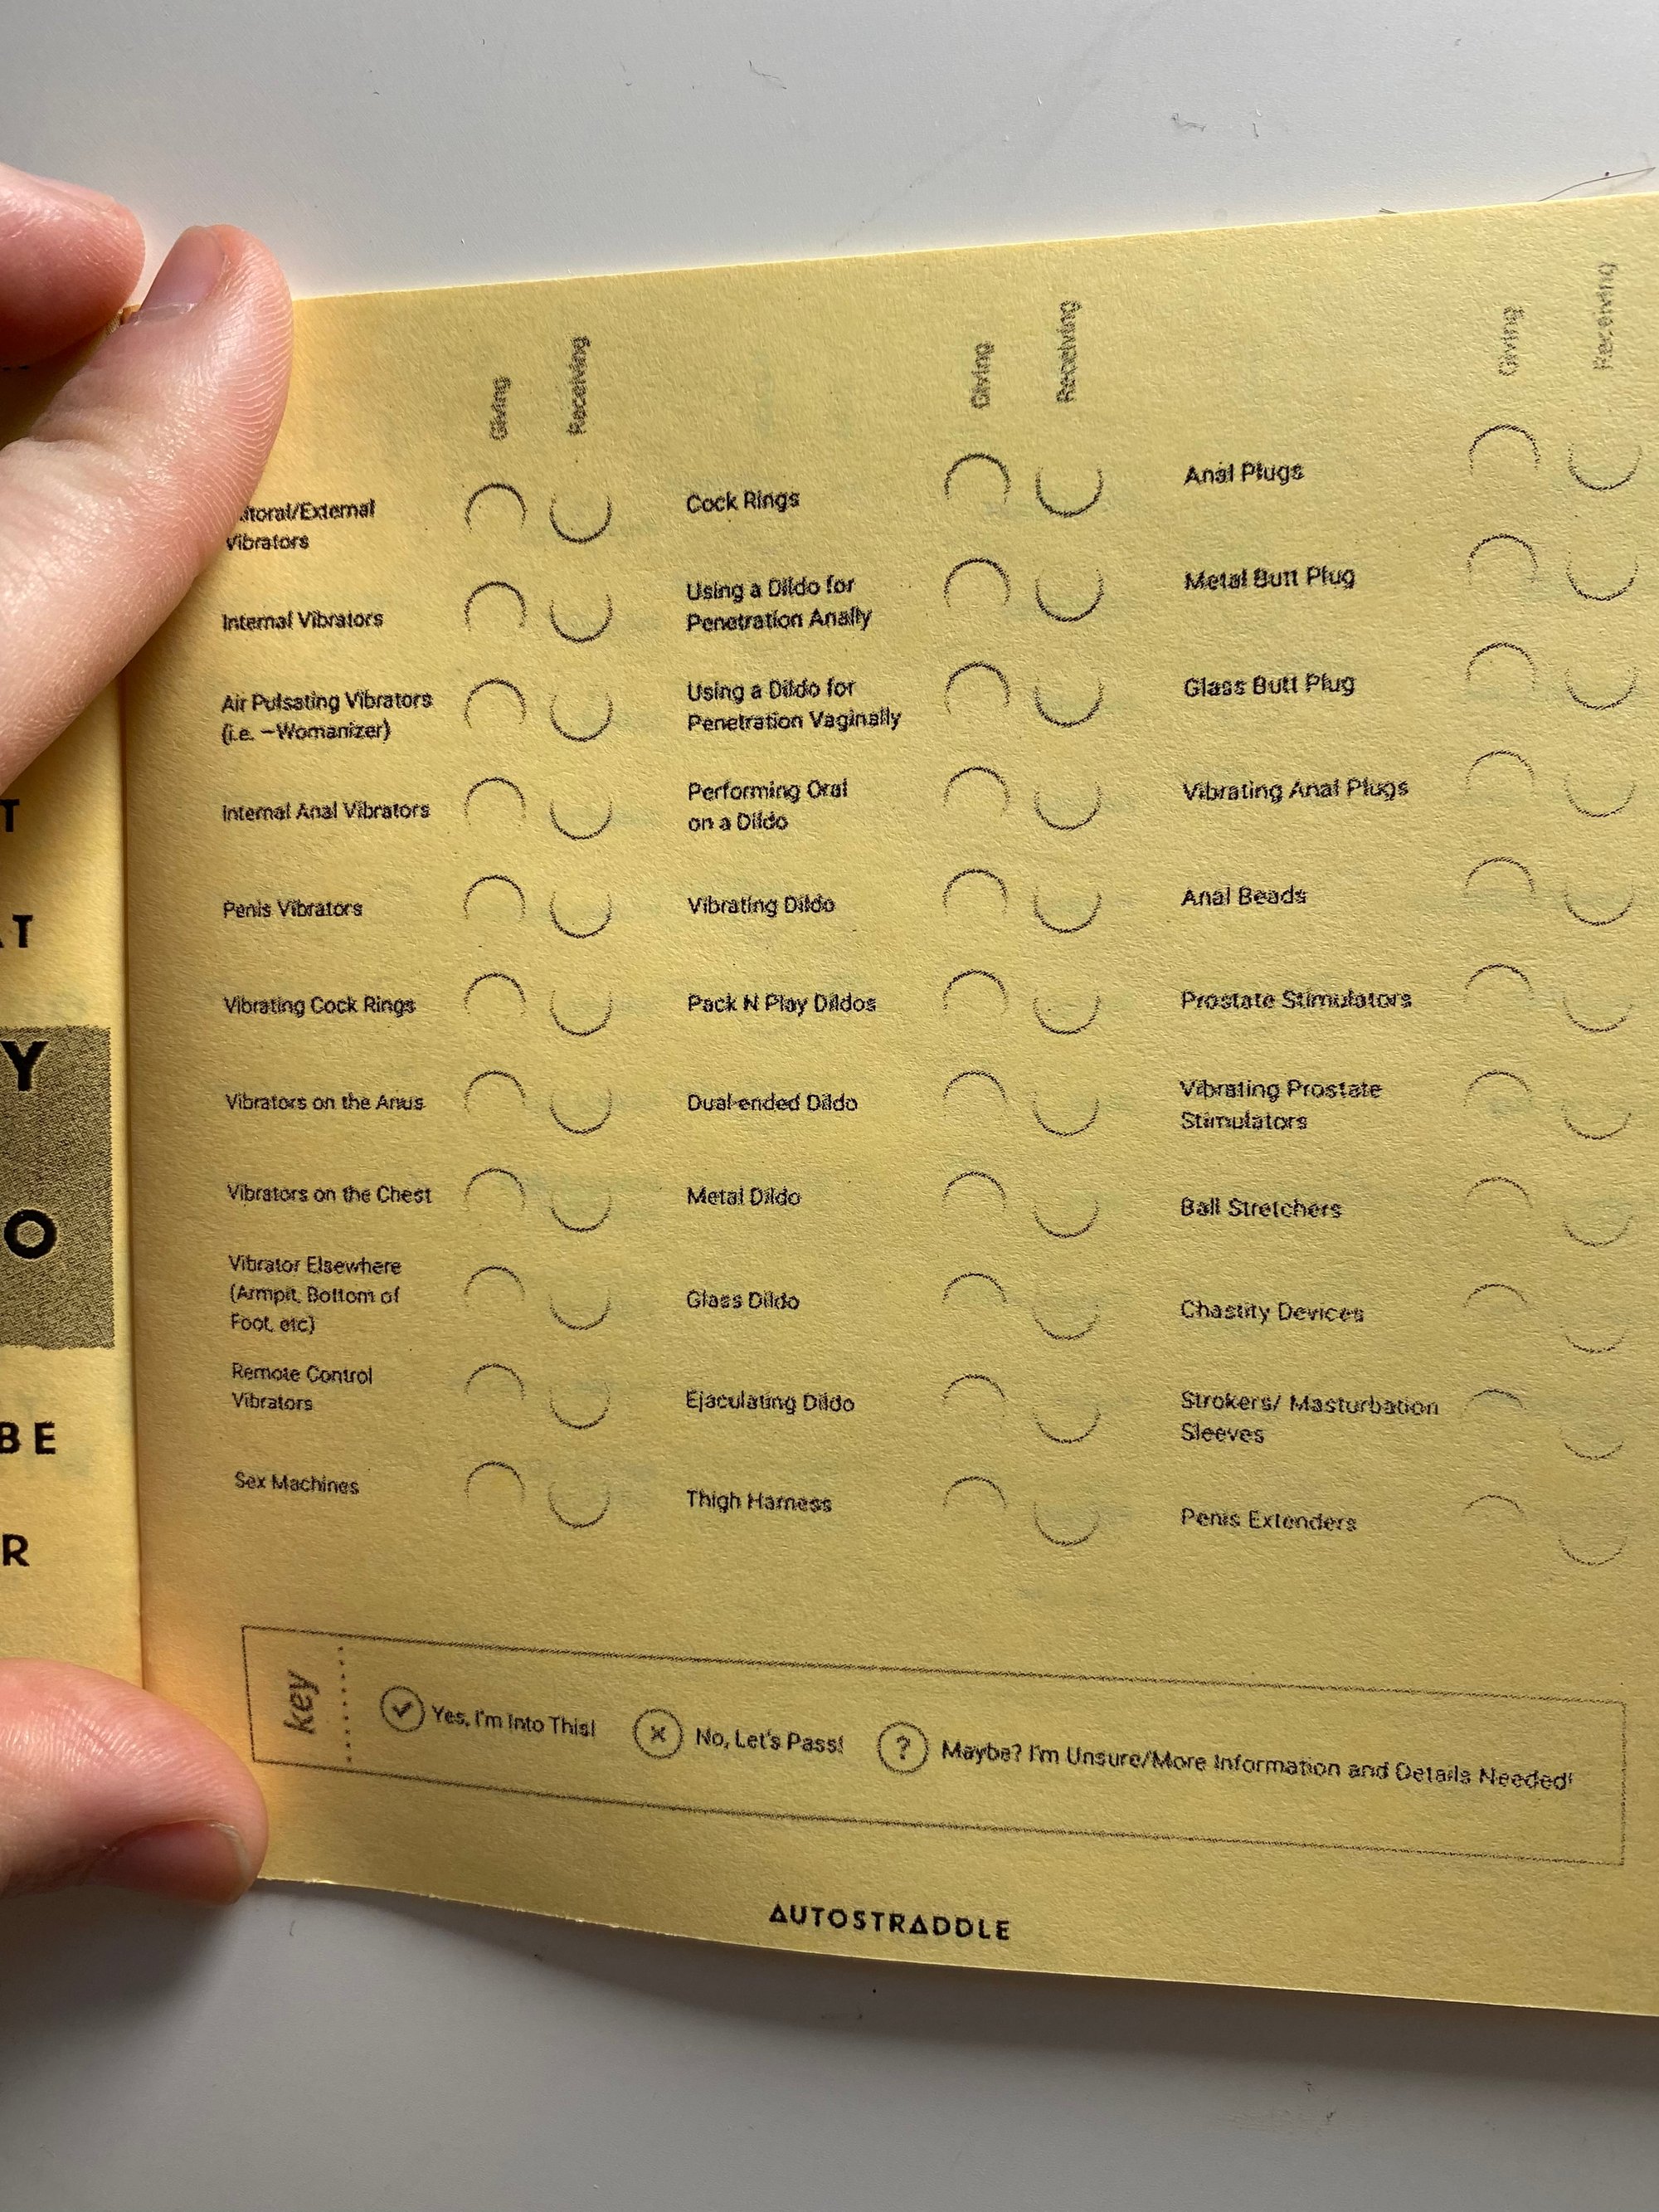 T
AT
Y
O
BE
R
Giving
Receiving
Vibrators
Internal Vibrators
Air Pulsating Vibrators
(i.e. –Womanizer)
Internal Anal Vibrators
Penis Vibrators
Vibrating Cock Rings
Vibrators on the Anus
Vibrators on the Chest
Vibrator Elsewhere
(Armpit, Bottom of
Foot, etc)
Remote Control
Vibrators
Sex Machines
Giving
Receiving
Cock Rings
Using a Dildo for
Penetration Anally
Using a Dildo for
Penetration Vaginally
Performing Oral
on a Dildo
Vibrating Dildo
Pack N Play Dildos
Dual-ended Dildo
Metal Dildo
Glass Dildo
Ejaculating Dildo
Thigh Harness
Giving
Receiving
Anal Plugs
Metal Butt Plug
Glass Butt Plug
Vibrating Anal Plugs
Anal Beads
Prostate Stimulators
Vibrating Prostate
Stimulators
Ball Stretchers
Chastity Devices
Strokers/ Masturbation
Sleeves
Penis Extenders
key
Yes, I'm Into This!
No, Let's Pass!
Maybe? I'm Unsure/More Information and Details Needed!
AUTOSTRADDLE